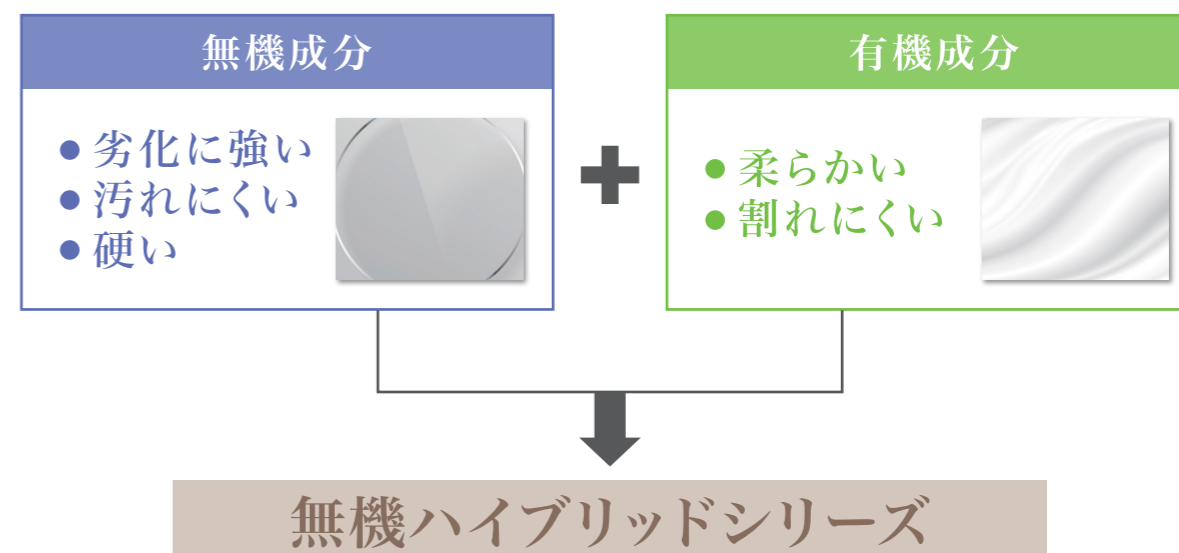 無機成分
● 劣化に強い
● 汚れにくい
● 硬い
有機成分
● 柔らかい
● 割れにくい
無機ハイブリッドシリーズ